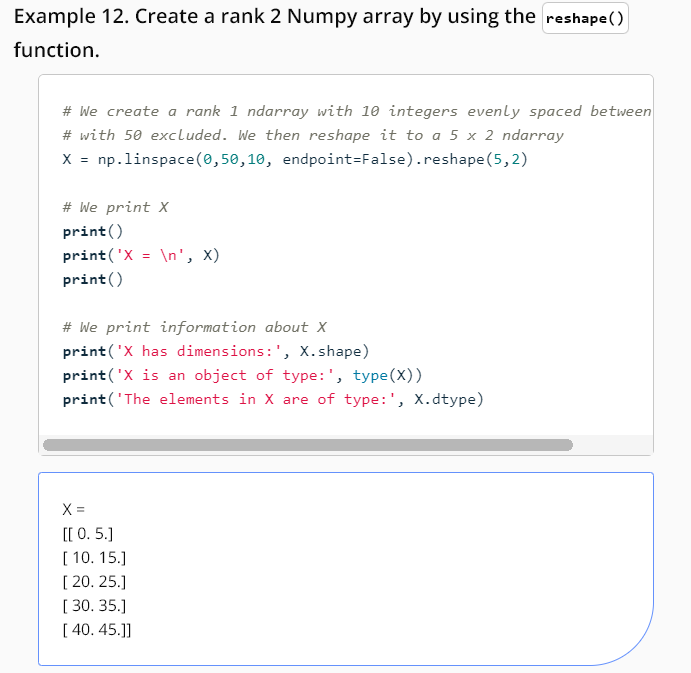 Example 12. Create a rank 2 Numpy array by using the reshape()
function.
# We create a rank 1 ndarray with 10 integers evenly spaced between
# with 50 excluded. We then reshape it to a 5 x 2 ndarray
X = np.linspace(0,50,10, endpoint=False).reshape(5,2)
# We print X
print()
print('X = \n', X)
print()
# We print information about X
print('X has dimensions:', X.shape)
print('X is an object of type:', type(X))
print('The elements in X are of type:', X.dtype)
X =
[[ 0. 5.]
[ 10. 15.]
[ 20. 25.]
[ 30. 35.]
[ 40. 45.]]